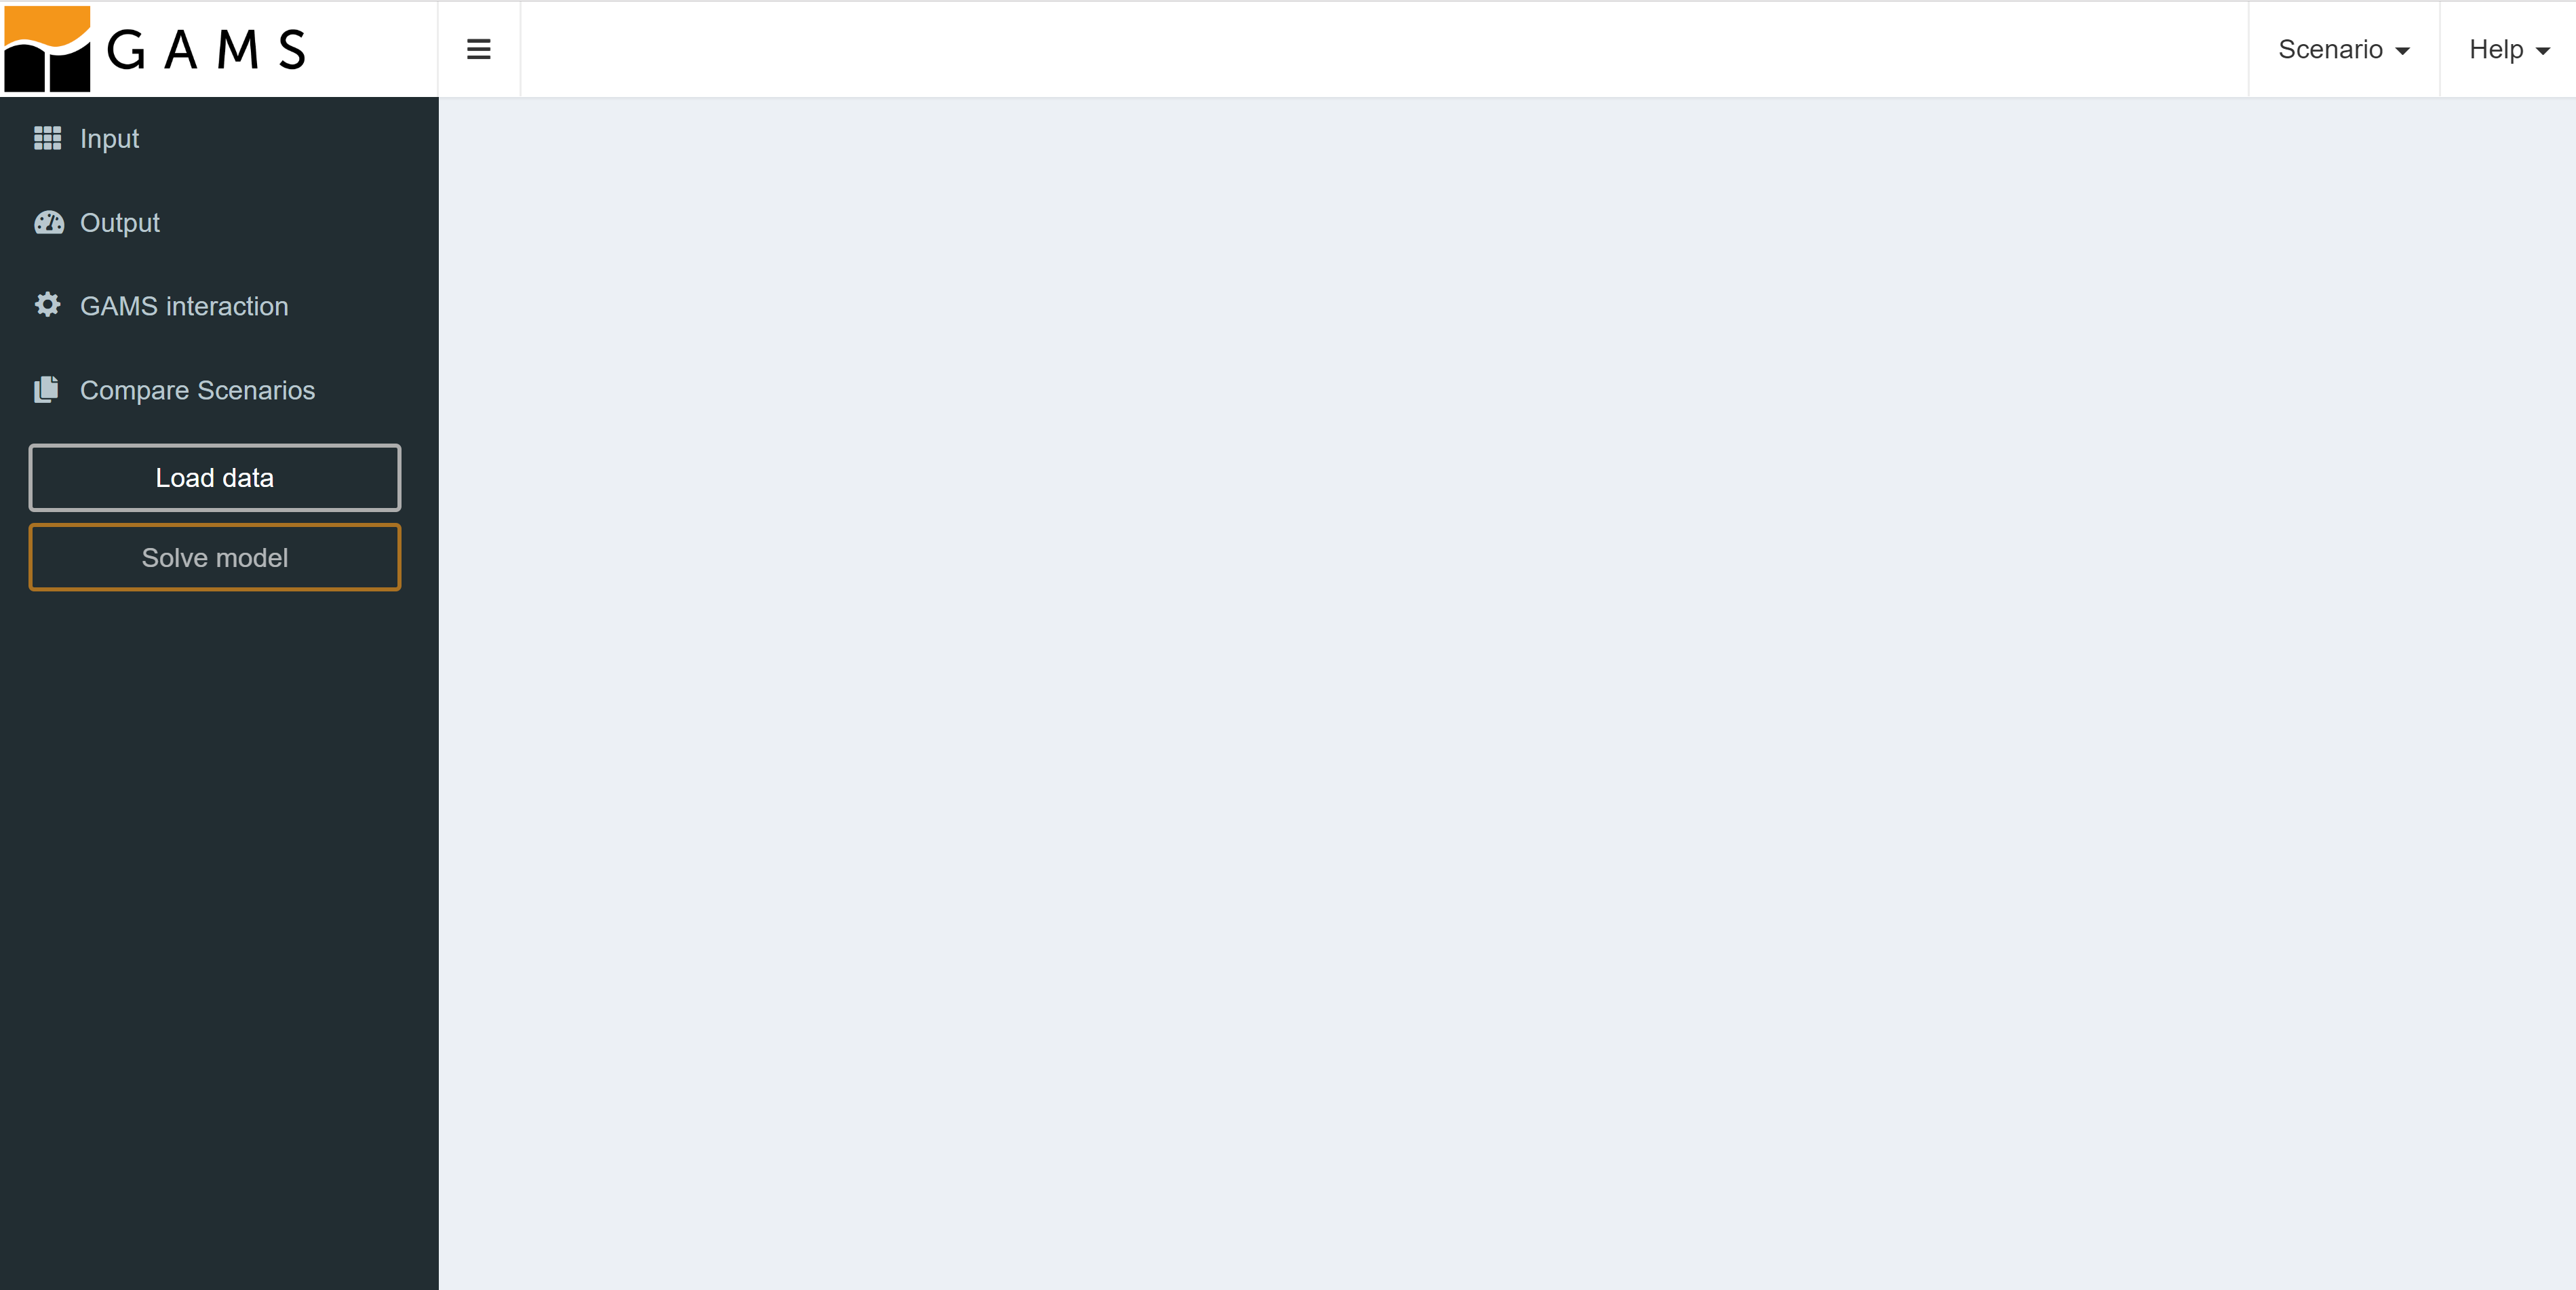 GAMS
Scenario
Help
Input
Output
GAMS interaction
Compare Scenarios
Load data
Solve model